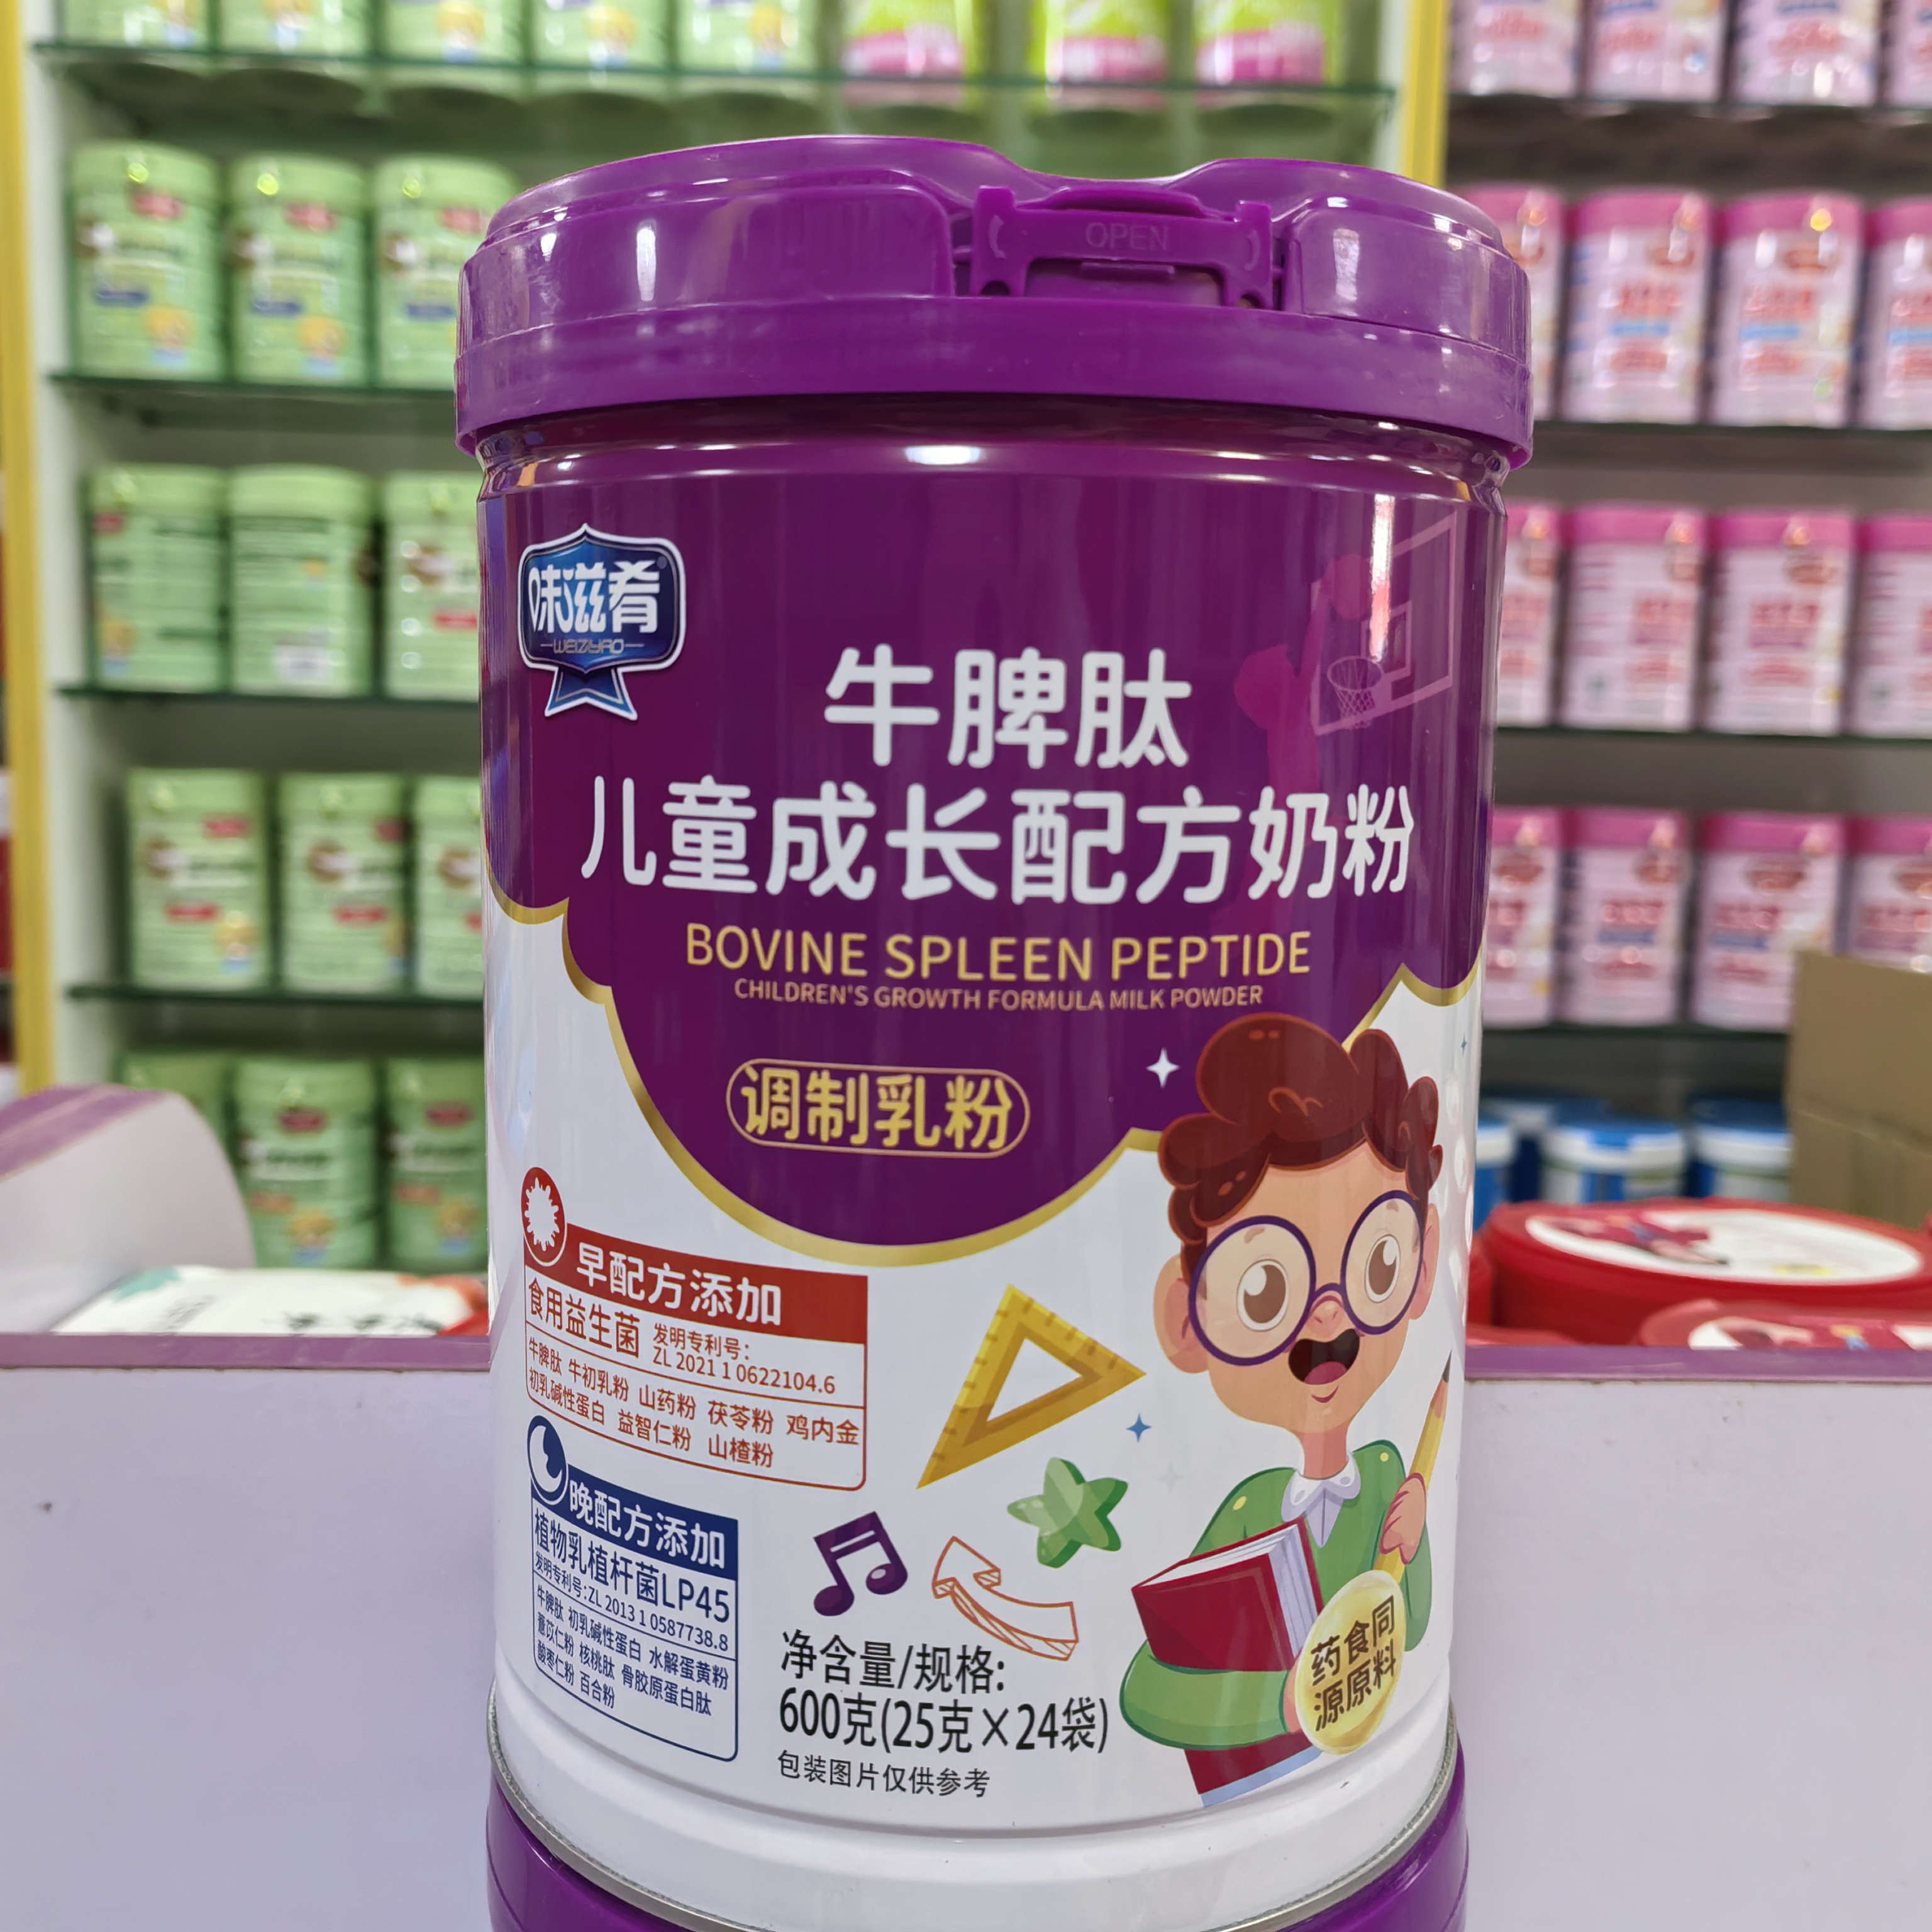 OPEN
味滋肴
WEIZIYAO
牛脾肽
儿童成长配方奶粉
BOVINE SPLEEN PEPTIDE
CHILDREN'S GROWTH FORMULA MILK POWDER
调制乳粉
早配方添加
食用益生菌 发明专利号:
ZL 2021 1 0622104.6
牛脾肽 牛初乳粉 山药粉 茯苓粉 鸡内金
初乳碱性蛋白 益智仁粉 山楂粉
晚配方添加
植物乳植杆菌LP45
发明专利号:ZL 2013 1 0587738.8
牛脾肽 初乳碱性蛋白 水解蛋黄粉
薏苡仁粉 核桃肽 骨胶原蛋白肽
酸枣仁粉 百合粉
净含量/规格:
600克(25克×24袋)
包装图片仅供参考
药食同
源原料